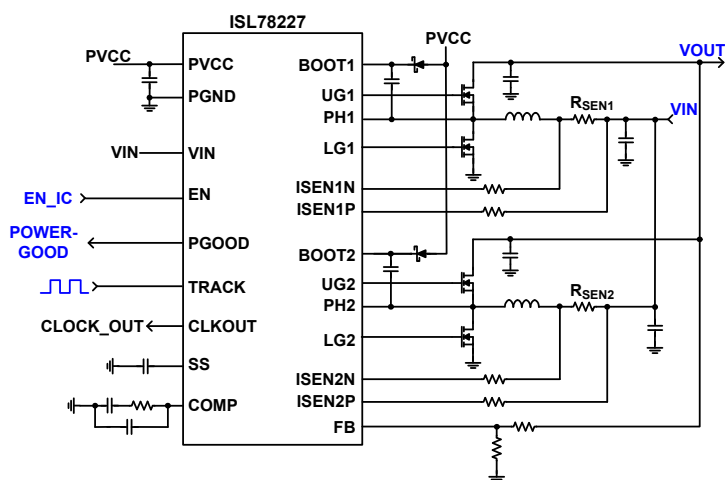 ISL78227
PVCC
PVCC
PGND
VIN
VIN
EN_IC
EN
POWER-
GOOD
PGOOD
TRACK
CLOCK_OUT
CLKOUT
SS
COMP
PVCC
BOOT1
UG1
PH1
LG1
ISEN1N
ISEN1P
BOOT2
UG2
PH2
LG2
ISEN2N
ISEN2P
FB
VOUT
RSEN1
VIN
RSEN2